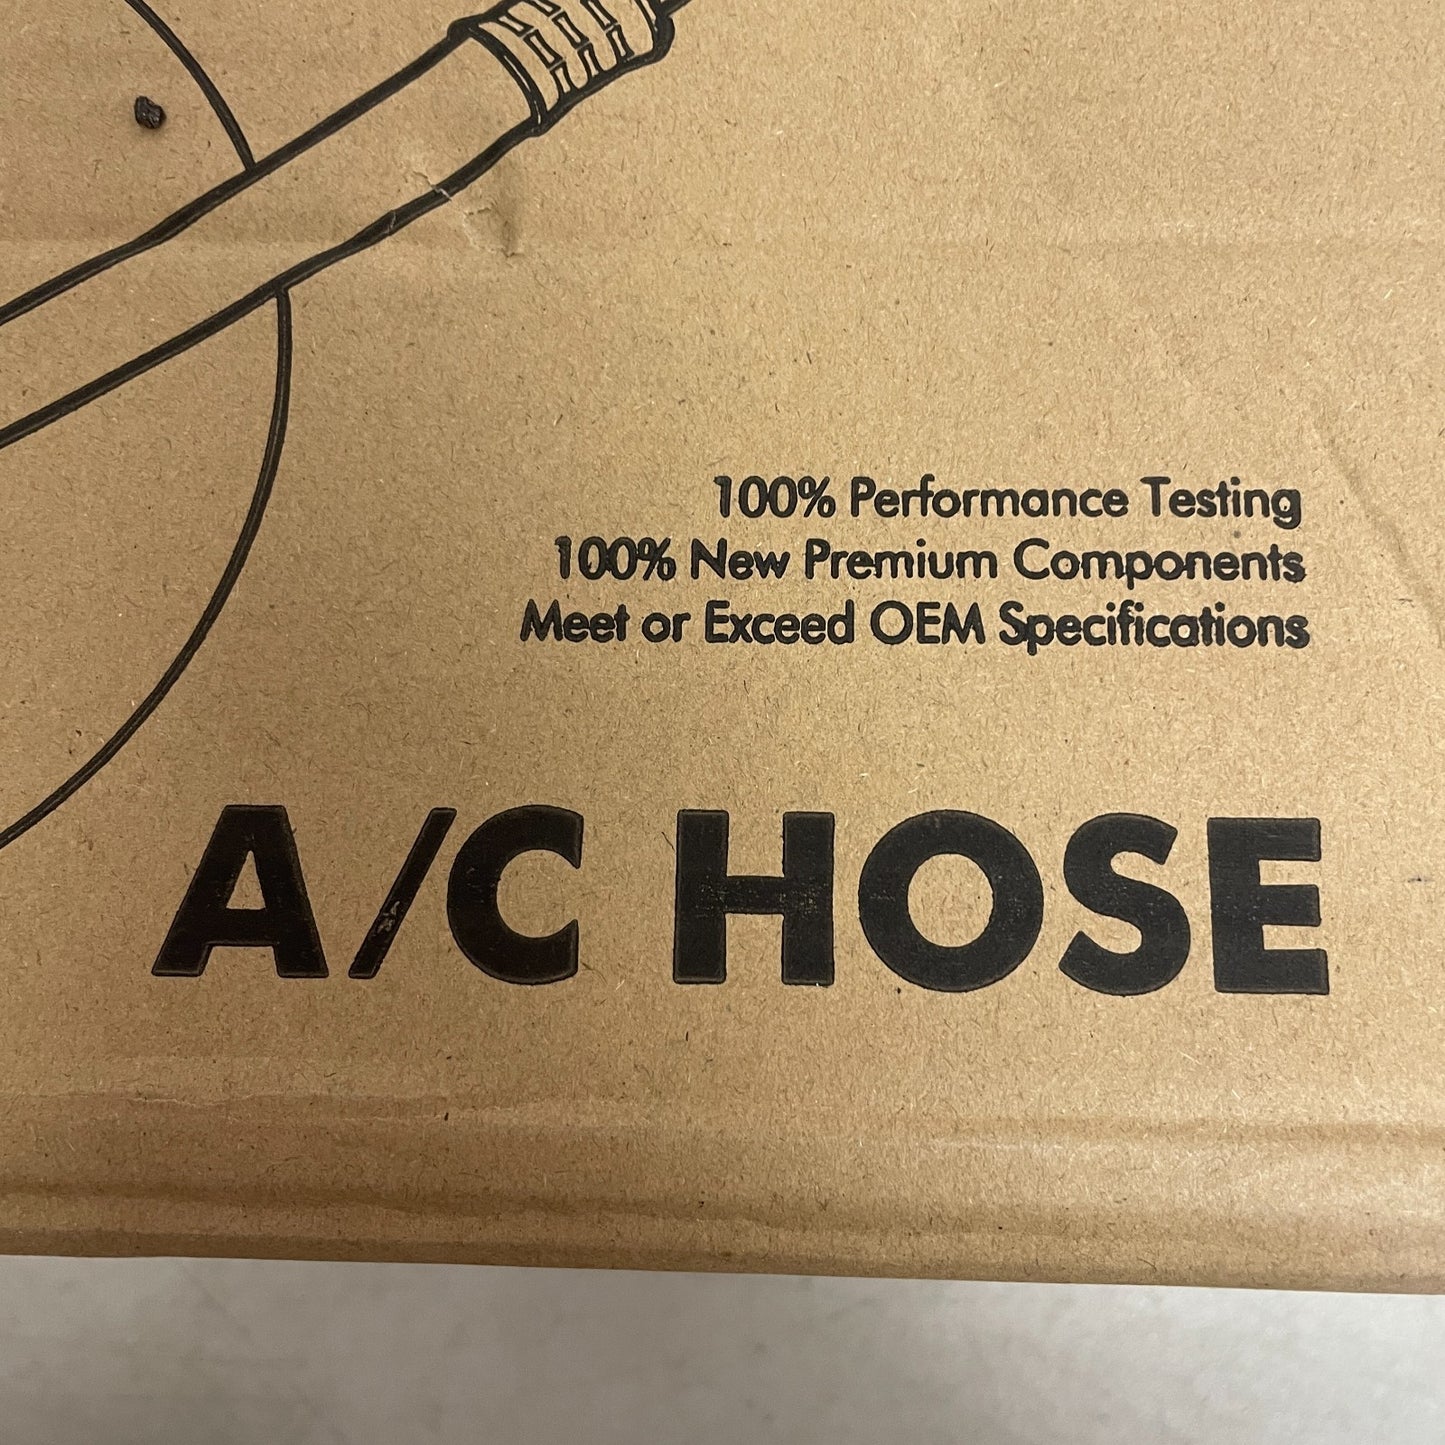 100% Performance Testing
100% New Premium Components
Meet or Exceed OEM Specifications
A/C HOSE